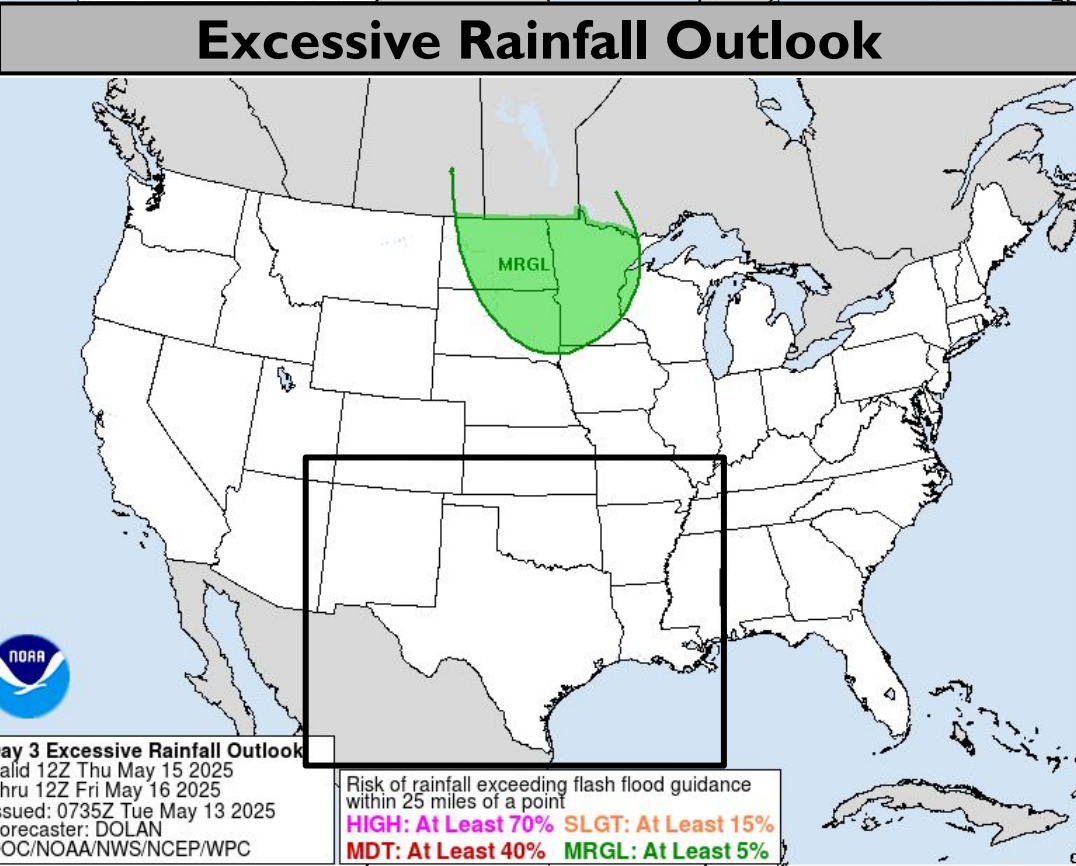 Excessive Rainfall Outlook
MRGL
NOAA
ay 3 Excessive Rainfall Outlook
alid 12Z Thu May 15 2025
hru 12Z Fri May 16 2025
ssued: 0735Z Tue May 13 2025
orecaster: DOLAN
OC/NOAA/NWS/NCEP/WPC
Risk of rainfall exceeding flash flood guidance
within 25 miles of a point
HIGH: At Least 70% SLGT: At Least 15%
MDT: At Least 40% MRGL: At Least 5%